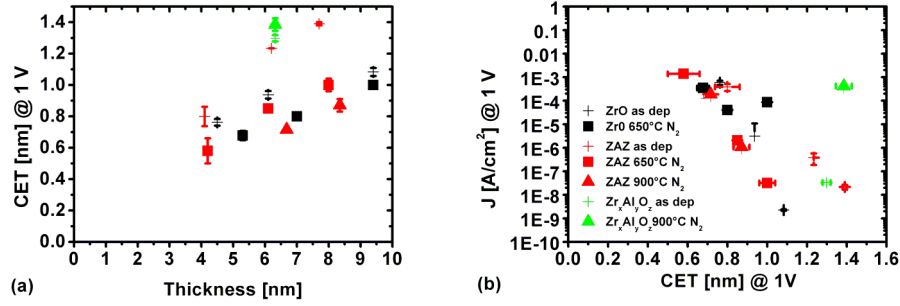 1.4
1.2
1.0
0.8
0.6
0.4
0.2
0.0
CET [nm] @ 1 V
0 1 2 3 4 5 6 7 8 9 10
Thickness [nm]
(a)
1
0.1
0.01
1E-3
1E-4
1E-5
1E-6
1E-7
1E-8
1E-9
1E-10
J [A/cm²] @ 1 V
ZrO as dep
Zr0 650°C N₂
ZAZ as dep
ZAZ 650°C N₂
ZAZ 900°C N₂
ZrₓAlᵧO_z as dep
ZrₓAlᵧO_z900°C N₂
0.0 0.2 0.4 0.6 0.8 1.0 1.2 1.4 1.6
CET [nm] @ 1V
(b)